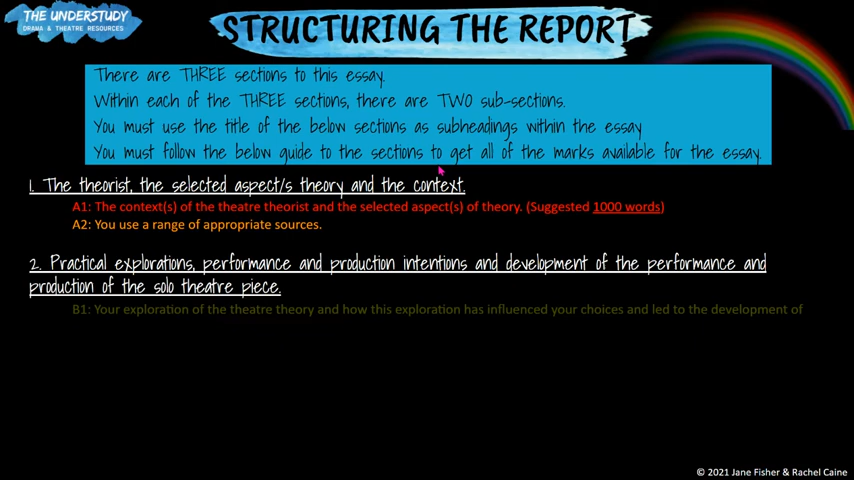 THE UNDERSTUDY
DRAMA & THEATRE RESOURCES
STRUCTURING THE REPORT
There are THREE sections to this essay.
Within each of the THREE sections, there are TWO sub-sections.
You must use the title of the below sections as subheadings within the essay
You must follow the below guide to the sections to get all of the marks available for the essay.
1. The theorist, the selected aspect/s theory and the context.
A1: The context(s) of the theatre theorist and the selected aspect(s) of theory. (Suggested 1000 words)
A2: You use a range of appropriate sources.
2. Practical explorations, performance and production intentions and development of the performance and
production of the solo theatre piece.
B1: Your exploration of the theatre theory and how this exploration has influenced your choices and led to the development of
© 2021 Jane Fisher & Rachel Caine